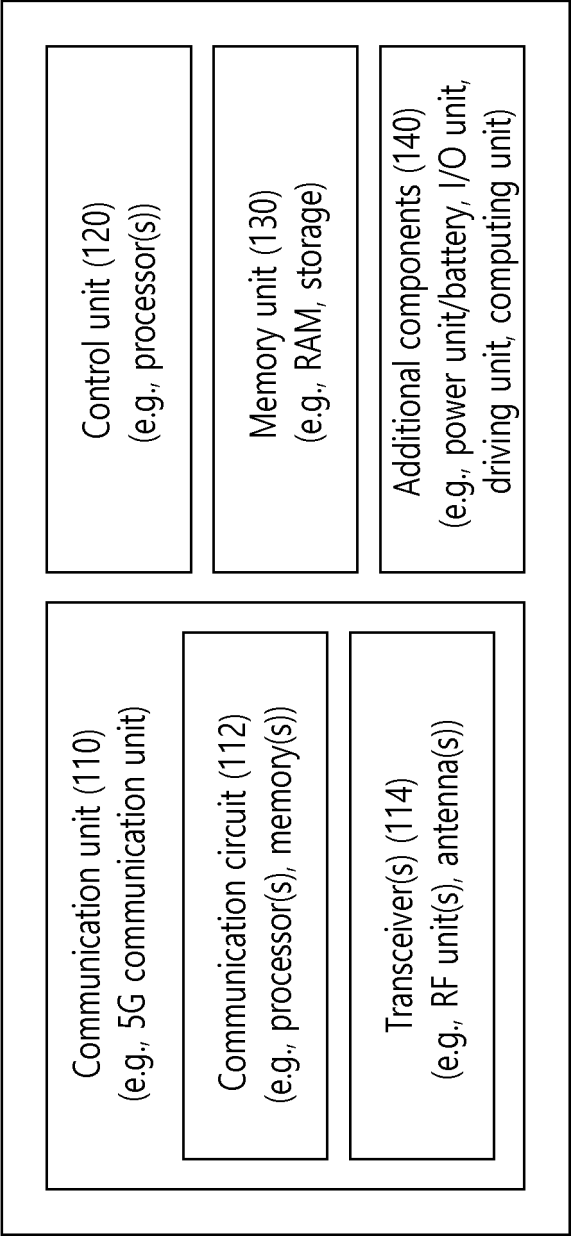 Communication unit (110)
(e.g., 5G communication unit)
Communication circuit (112)
(e.g., processor(s), memory(s))
Transceiver(s) (114)
(e.g., RF unit(s), antenna(s))
Control unit (120)
(e.g., processor(s))
Memory unit (130)
(e.g., RAM, storage)
Additional components (140)
(e.g., power unit/battery, I/O unit,
driving unit, computing unit)